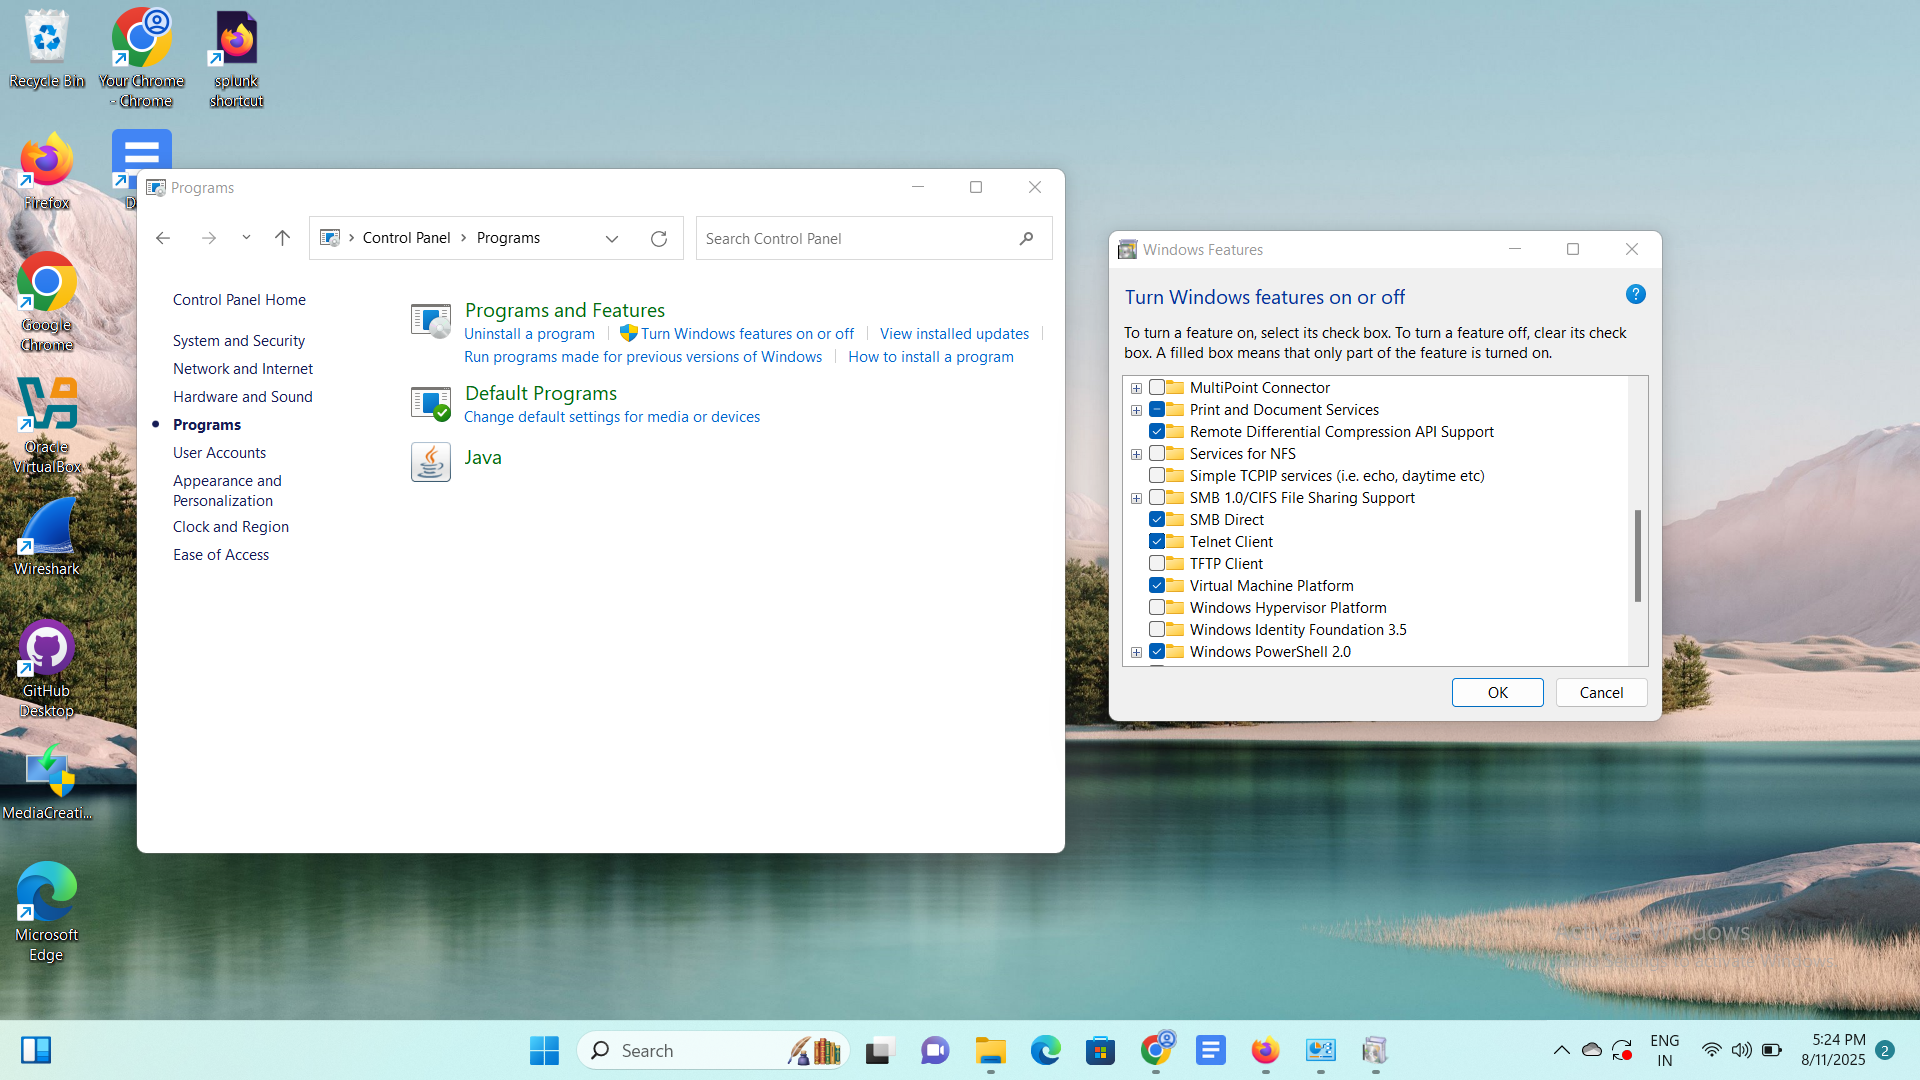 Recycle Bin
Your Chrome
- Chrome
splunk
shortcut
Firefox
D
Google
Chrome
Oracle
VirtualBox
Wireshark
GitHub
Desktop
MediaCreati...
Microsoft
Edge
Programs
Control Panel
Programs
Search Control Panel
Control Panel Home
System and Security
Network and Internet
Hardware and Sound
Programs
User Accounts
Appearance and
Personalization
Clock and Region
Ease of Access
Programs and Features
Uninstall a program
Turn Windows features on or off
View installed updates
Run programs made for previous versions of Windows
How to install a program
Default Programs
Change default settings for media or devices
Java
Windows Features
Turn Windows features on or off
?
To turn a feature on, select its check box. To turn a feature off, clear its check
box. A filled box means that only part of the feature is turned on.
MultiPoint Connector
Print and Document Services
Remote Differential Compression API Support
Services for NFS
Simple TCPIP services (i.e. echo, daytime etc)
SMB 1.0/CIFS File Sharing Support
SMB Direct
Telnet Client
TFTP Client
Virtual Machine Platform
Windows Hypervisor Platform
Windows Identity Foundation 3.5
Windows PowerShell 2.0
OK
Cancel
Search
ENG
IN
5:24 PM
8/11/2025
2